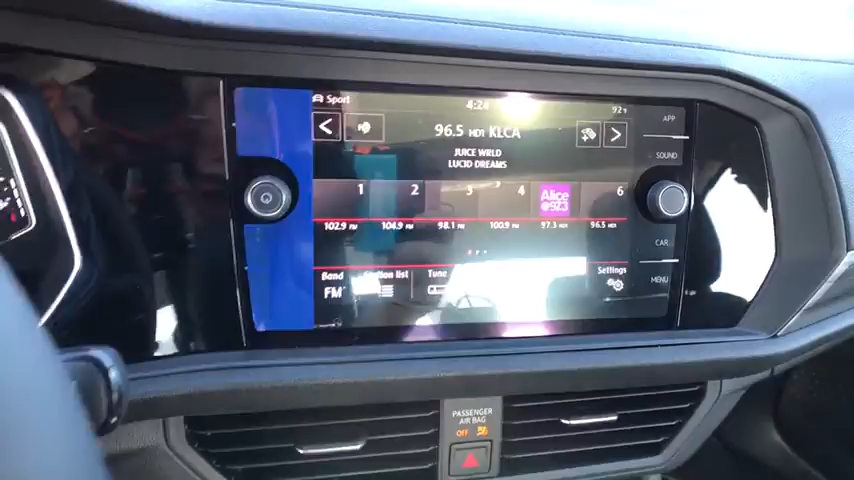 Sport
4:24
92°F
96.5 HD1 KLCA
JUICE WRLD
LUCID DREAMS
1
2
3
4
6
Alice
@97.3
102.9 FM
104.9 FM
98.1 FM
100.9 FM
97.3 HD1
96.5 HD1
Band
FM
Station list
Tune
Settings
APP
SOUND
CAR
MENU
PASSENGER
AIR BAG
OFF